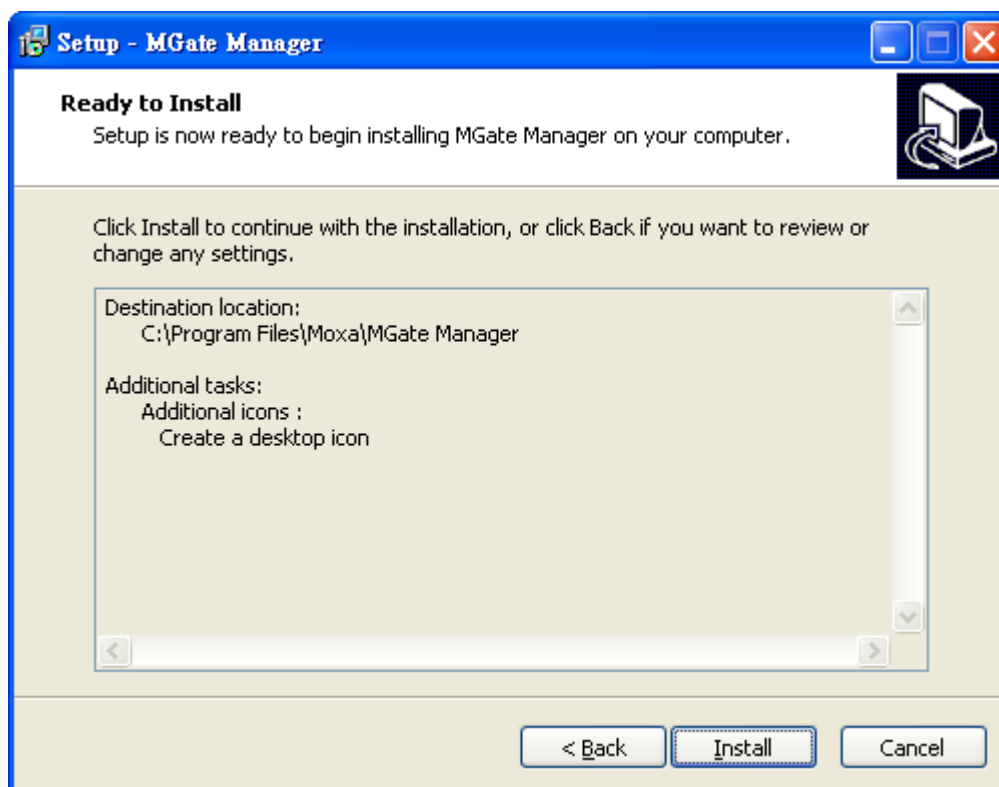 Setup - MGate Manager
Ready to Install
Setup is now ready to begin installing MGate Manager on your computer.
Click Install to continue with the installation, or click Back if you want to review or
change any settings.
Destination location:
C:\Program Files\Moxa\MGate Manager
Additional tasks:
Additional icons :
Create a desktop icon
< Back
Install
Cancel